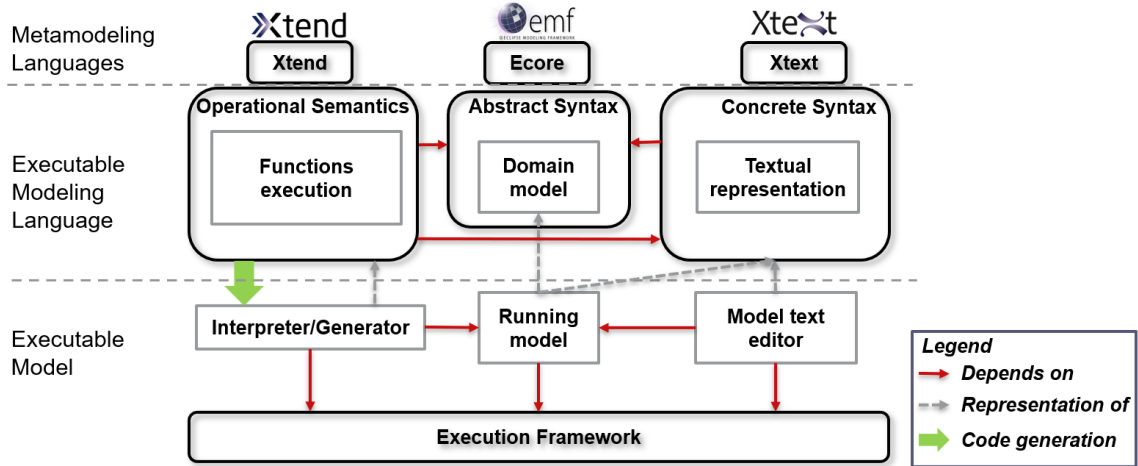 Metamodeling
Languages
Xtend
emf
@ECLIPSE MODELING FRAMEWORK
Xtext
Xtend
Ecore
Xtext
Operational Semantics
Abstract Syntax
Concrete Syntax
Executable
Modeling
Language
Functions
execution
Domain
model
Textual
representation
Executable
Model
Interpreter/Generator
Running
model
Model text
editor
Execution Framework
Legend
Depends on
Representation of
Code generation